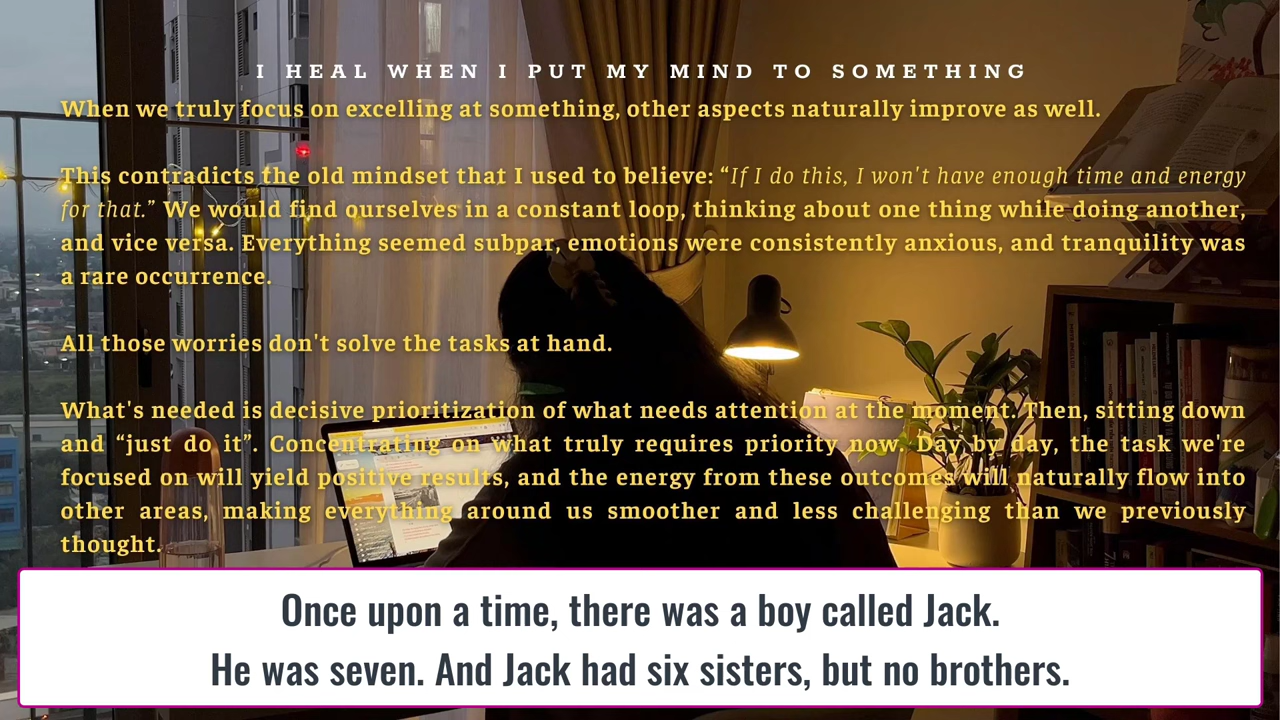 I HEAL WHEN I PUT MY MIND TO SOMETHING
When we truly focus on excelling at something, other aspects naturally improve as well.
This contradicts the old mindset that I used to believe: “If I do this, I won't have enough time and energy
for that.” We would find ourselves in a constant loop, thinking about one thing while doing another,
and vice versa. Everything seemed subpar, emotions were consistently anxious, and tranquility was
a rare occurrence.
All those worries don't solve the tasks at hand.
What's needed is decisive prioritization of what needs attention at the moment. Then, sitting down
and “just do it”. Concentrating on what truly requires priority now. Day by day, the task we're
focused on will yield positive results, and the energy from these outcomes will naturally flow into
other areas, making everything around us smoother and less challenging than we previously
thought.
Once upon a time, there was a boy called Jack.
He was seven. And Jack had six sisters, but no brothers.